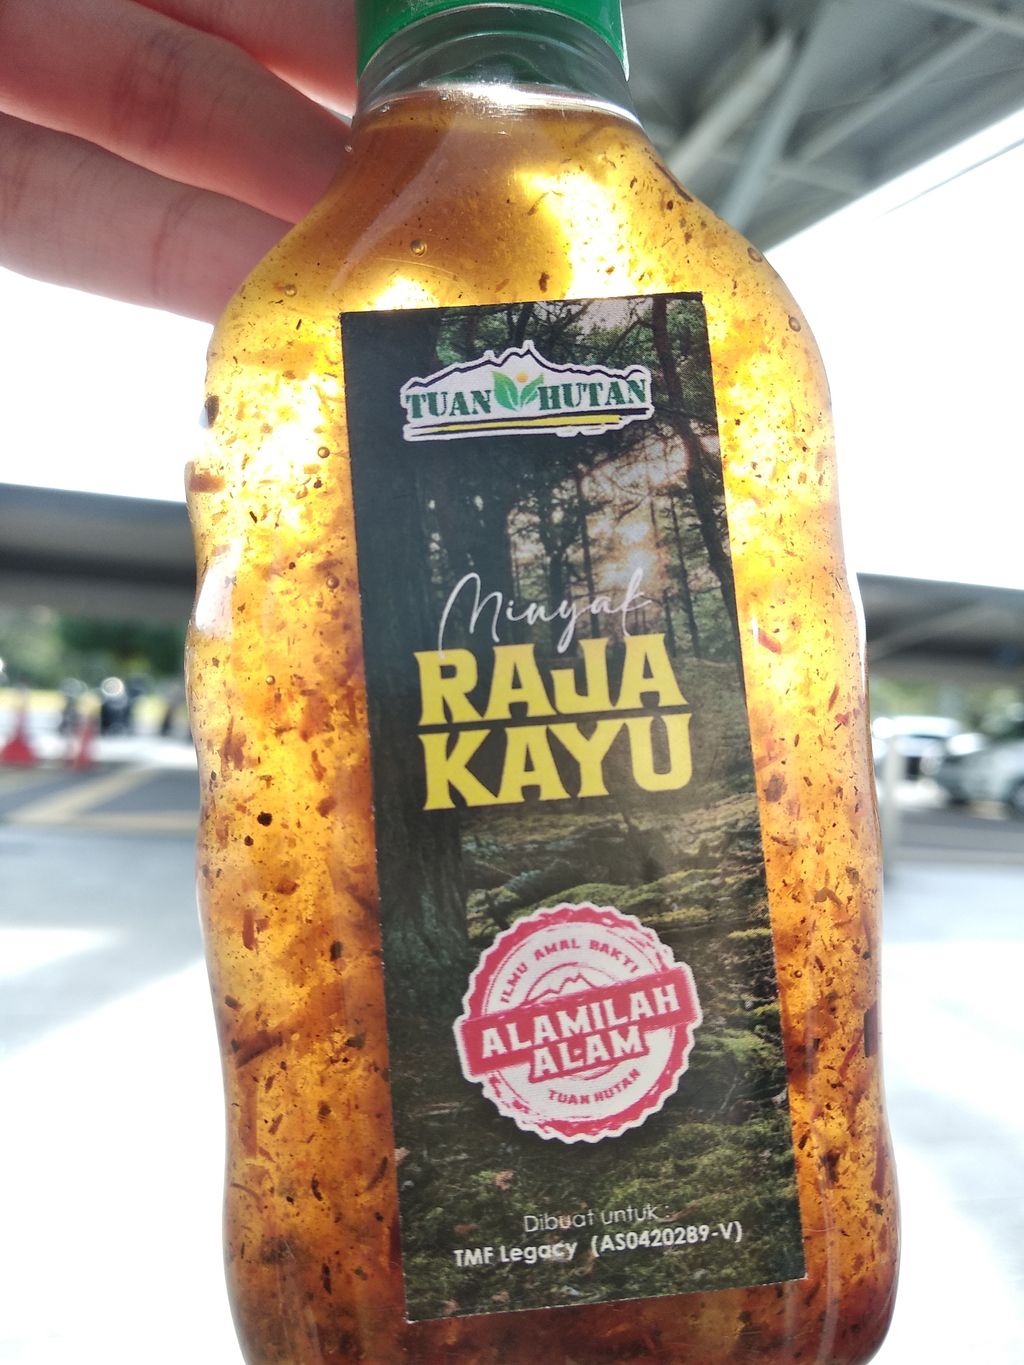 TUAN HUTAN
Minyak
RAJA
KAYU
ILMU AMAL BAKTI
ALAMILAH
ALAM
TUAN HUTAN
Dibuat untuk :
TMF Legacy (AS0420289-V)